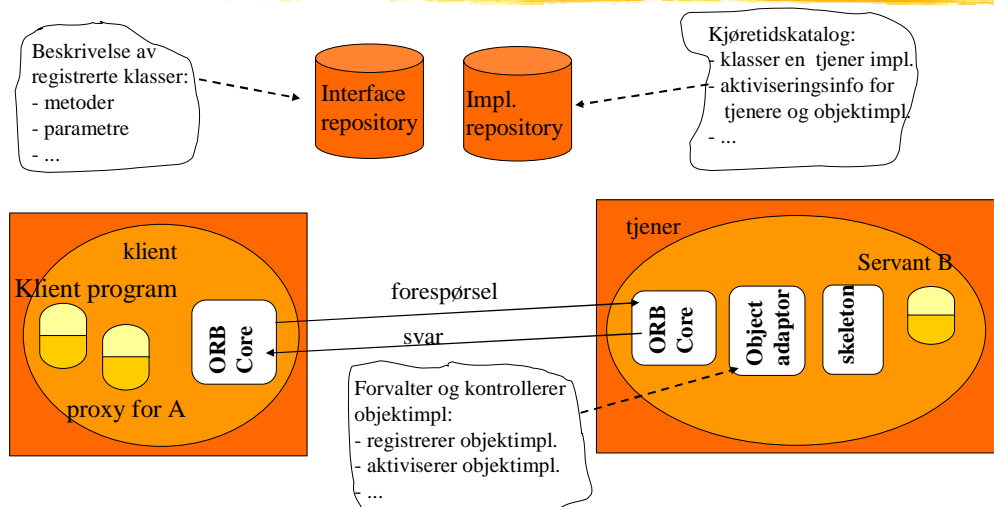 Beskrivelse av
registrerte klasser:
- metoder
- parametre
- ...
Interface
repository
Impl.
repository
Kjøretidskatalog:
- klasser en tjener impl.
- aktiviseringsinfo for
tjenere og objektimpl.
- ...
klient
Klient program
proxy for A
ORB
Core
forespørsel
svar
tjener
Servant B
ORB
Core
Object
adaptor
skeleton
Forvalter og kontrollerer
objektimpl:
- registrerer objektimpl.
- aktiviserer objektimpl.
- ...